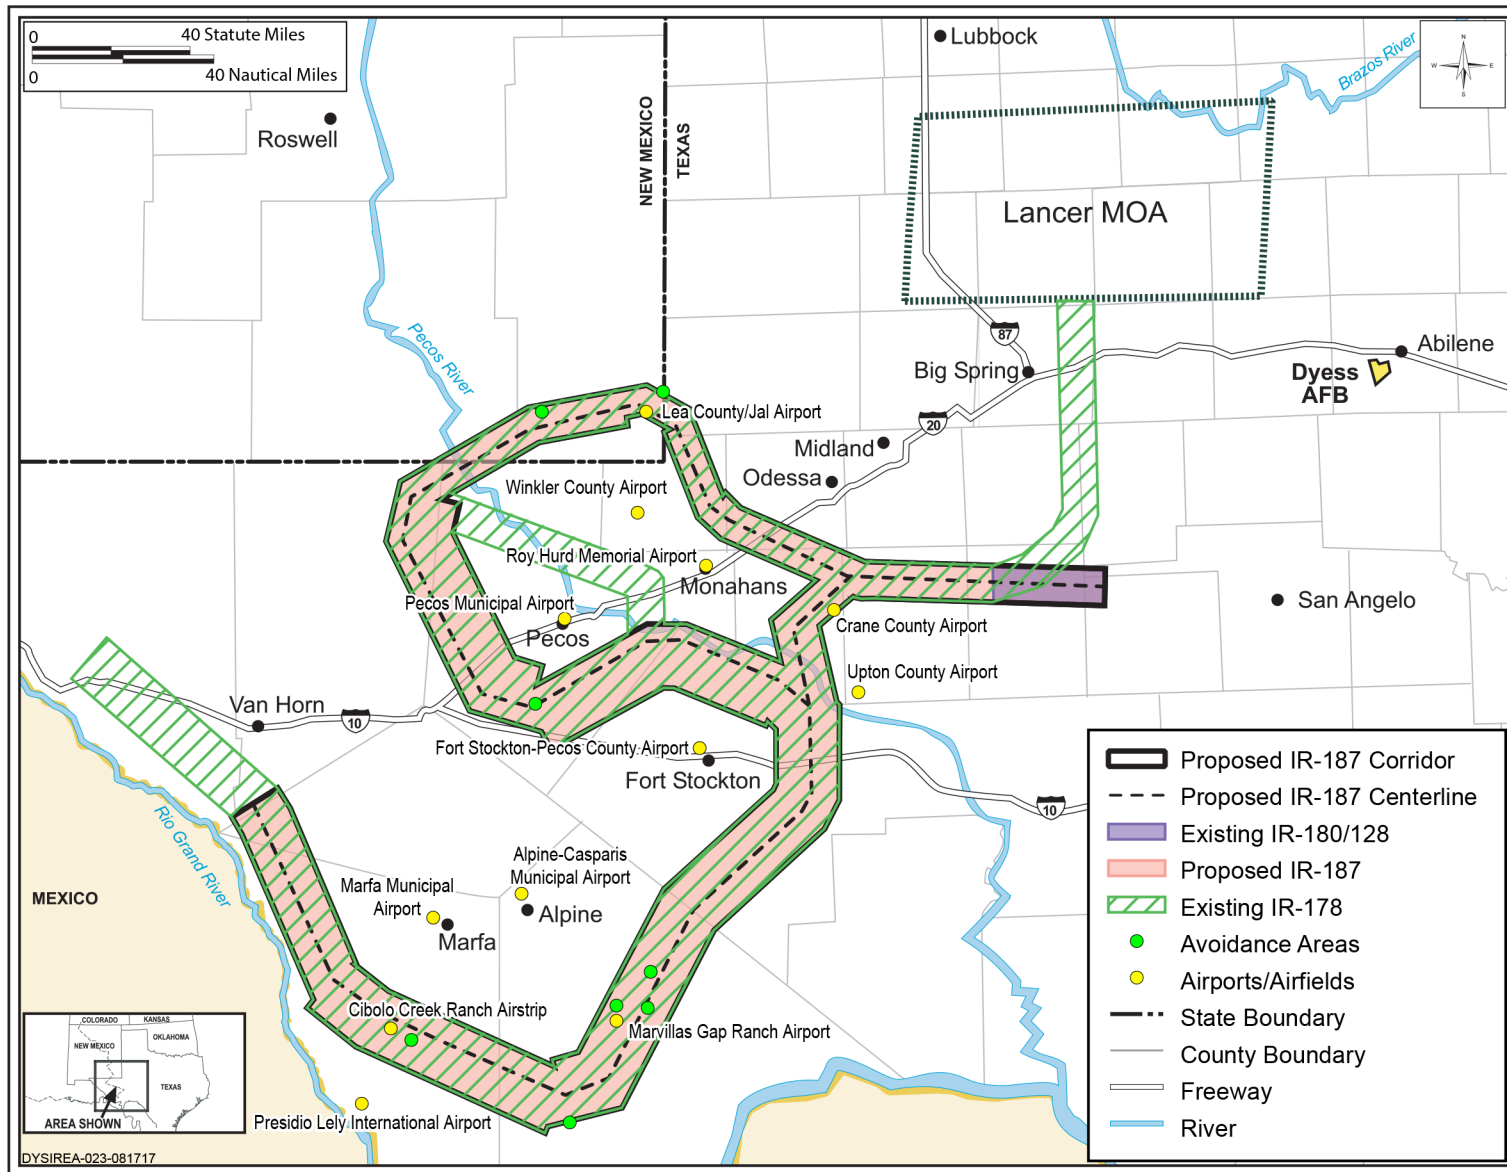 0
40 Statute Miles
0
40 Nautical Miles
Lubbock
Brazos River
N
W
E
S
Roswell
NEW MEXICO
TEXAS
Lancer MOA
Pecos River
87
Big Spring
Abilene
Dyess
AFB
Lea County/Jal Airport
20
Midland
Odessa
Winkler County Airport
Roy Hurd Memorial Airport
Monahans
Pecos Municipal Airport
Pecos
San Angelo
Crane County Airport
Upton County Airport
Van Horn
10
Fort Stockton-Pecos County Airport
Fort Stockton
10
Rio Grand River
MEXICO
Alpine-Casparis
Municipal Airport
Alpine
Marfa Municipal
Airport
Marfa
Cibolo Creek Ranch Airstrip
Marvillas Gap Ranch Airport
Presidio Lely International Airport
Proposed IR-187 Corridor
Proposed IR-187 Centerline
Existing IR-180/128
Proposed IR-187
Existing IR-178
Avoidance Areas
Airports/Airfields
State Boundary
County Boundary
Freeway
River
COLORADO
KANSAS
NEW MEXICO
OKLAHOMA
TEXAS
AREA SHOWN
DYSIREA-023-081717